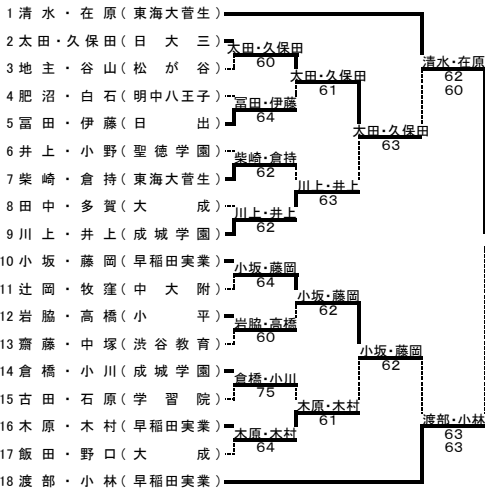 1 清水・在原(東海大菅生)
2 太田・久保田(日大三)
3 地主・谷山(松が谷)
4 肥沼・白石(明中八王子)
5 冨田・伊藤(日出)
6 井上・小野(聖徳学園)
7 柴崎・倉持(東海大菅生)
8 田中・多賀(大成)
9 川上・井上(成城学園)
10 小坂・藤岡(早稲田実業)
11 辻岡・牧窪(中大附)
12 岩脇・高橋(小平)
13 齋藤・中塚(渋谷教育)
14 倉橋・小川(成城学園)
15 古田・石原(学習院)
16 木原・木村(早稲田実業)
17 飯田・野口(大成)
18 渡部・小林(早稲田実業)
太田・久保田
60
冨田・伊藤
64
柴崎・倉持
62
川上・井上
62
小坂・藤岡
64
岩脇・高橋
60
倉橋・小川
75
木原・木村
64
太田・久保田
61
川上・井上
63
小坂・藤岡
62
木原・木村
61
太田・久保田
63
小坂・藤岡
62
清水・在原
62
60
渡部・小林
63
63